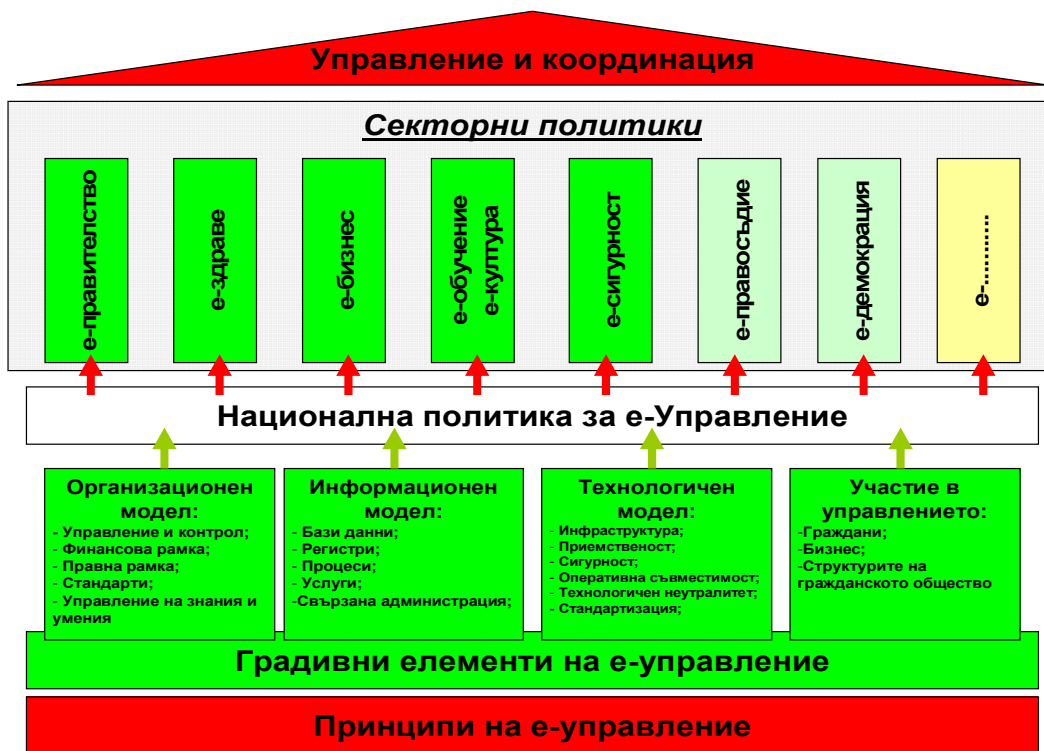 Управление и координация
Секторни политики
е-правителство
е-здраве
е-бизнес
е-обучение
е-култура
е-сигурност
е-правосъдие
е-демокрация
е-...........
Национална политика за е-Управление
Организационен
модел:
- Управление и контрол;
- Финансова рамка;
- Правна рамка;
- Стандарти;
- Управление на знания и
умения
Информационен
модел:
- Бази данни;
- Регистри;
- Процеси;
- Услуги;
-Свързана администрация;
Технологичен
модел:
- Инфраструктура;
- Приемственост;
- Сигурност;
- Оперативна съвместимост;
- Технологичен неутралитет;
- Стандартизация;
Участие в
управлението:
-Граждани;
-Бизнес;
-Структурите на
гражданското общество
Градивни елементи на е-управление
Принципи на е-управление